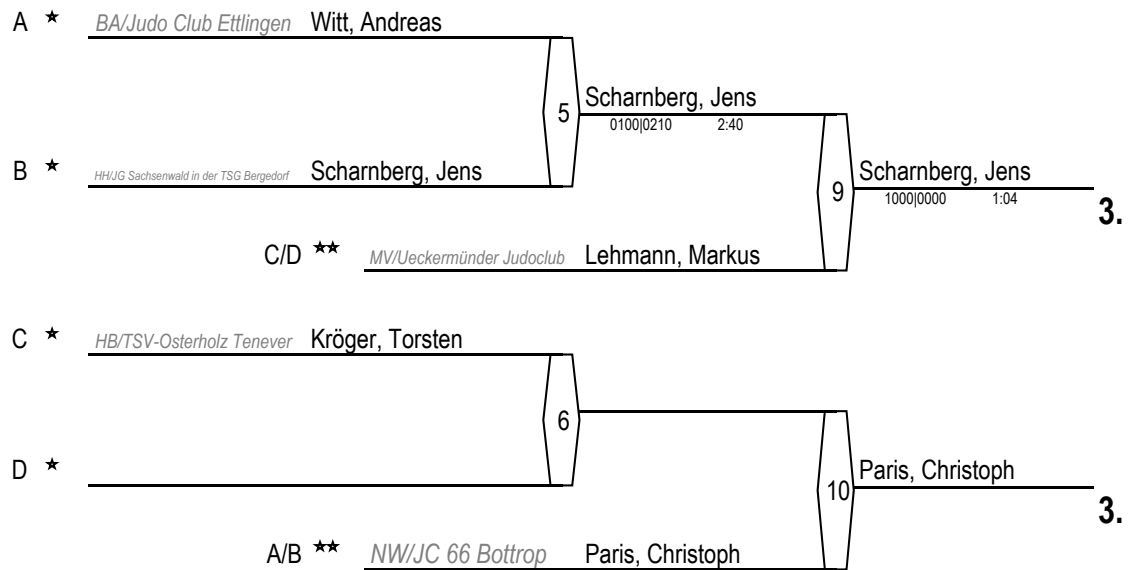 A ★ BA/Judo Club Ettlingen Witt, Andreas
5 Scharnberg, Jens
0100|0210 2:40
B ★ HH/JG Sachsenwald in der TSG Bergedorf Scharnberg, Jens
9 Scharnberg, Jens
1000|0000 1:04
3.
C/D ★★ MV/Ueckermünder Judoclub Lehmann, Markus
C ★ HB/TSV-Osterholz Tenever Kröger, Torsten
6
D ★
10 Paris, Christoph
3.
A/B ★★ NW/JC 66 Bottrop Paris, Christoph